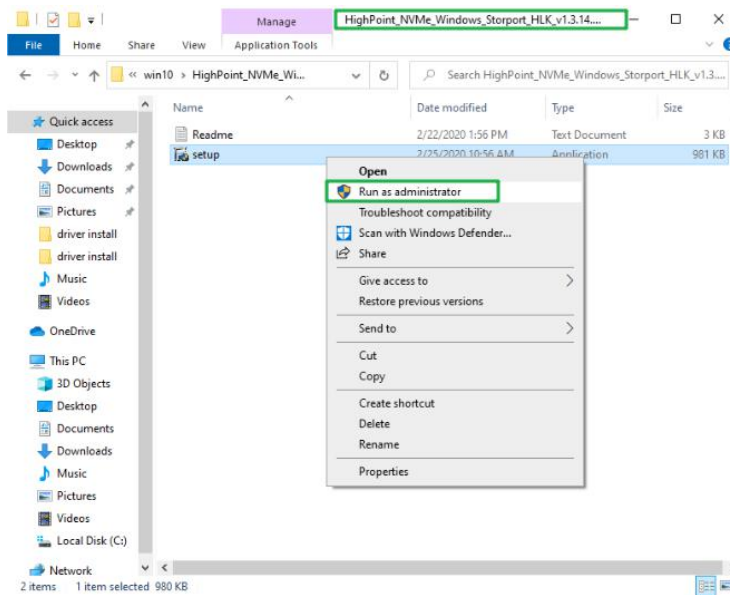 Manage
HighPoint_NVMe_Windows_Storport_HLK_v1.3.14....
File Home Share View Application Tools
« win10 › HighPoint_NVMe_Wi...
Search HighPoint_NVMe_Windows_Storport_HLK_v1.3....
Name Date modified Type Size
Quick access
Readme 2/22/2020 1:56 PM Text Document 3 KB
Desktop
setup 2/25/2020 10:56 AM Application 981 KB
Downloads
Documents
Pictures
driver install
driver install
Music
Videos
OneDrive
This PC
3D Objects
Desktop
Documents
Downloads
Music
Pictures
Videos
Local Disk (C:)
Network
Open
Run as administrator
Troubleshoot compatibility
Scan with Windows Defender...
Share
Give access to
Restore previous versions
Send to
Cut
Copy
Create shortcut
Delete
Rename
Properties
2 items 1 item selected 980 KB